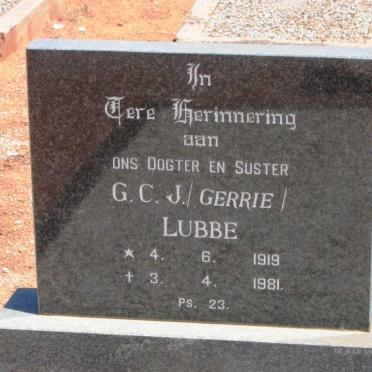 In
Tere Herinnering
aan
ONS DOGTER EN SUSTER
G. C. J. /GERRIE/
LUBBE
★ 4. 6. 1919
† 3. 4. 1981.
PS. 23.